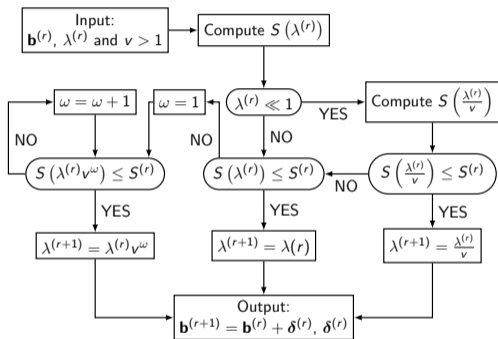 Input:
b^(r), λ^(r) and v > 1
Compute S(λ^(r))
ω = ω + 1
ω = 1
λ^(r) ≪ 1
YES
Compute S(λ^(r)/v)
NO
NO
NO
S(λ^(r)v^ω) ≤ S^(r)
S(λ^(r)) ≤ S^(r)
NO
S(λ^(r)/v) ≤ S^(r)
YES
YES
YES
λ^(r+1) = λ^(r)v^ω
λ^(r+1) = λ(r)
λ^(r+1) = λ^(r)/v
Output:
b^(r+1) = b^(r) + δ^(r), δ^(r)